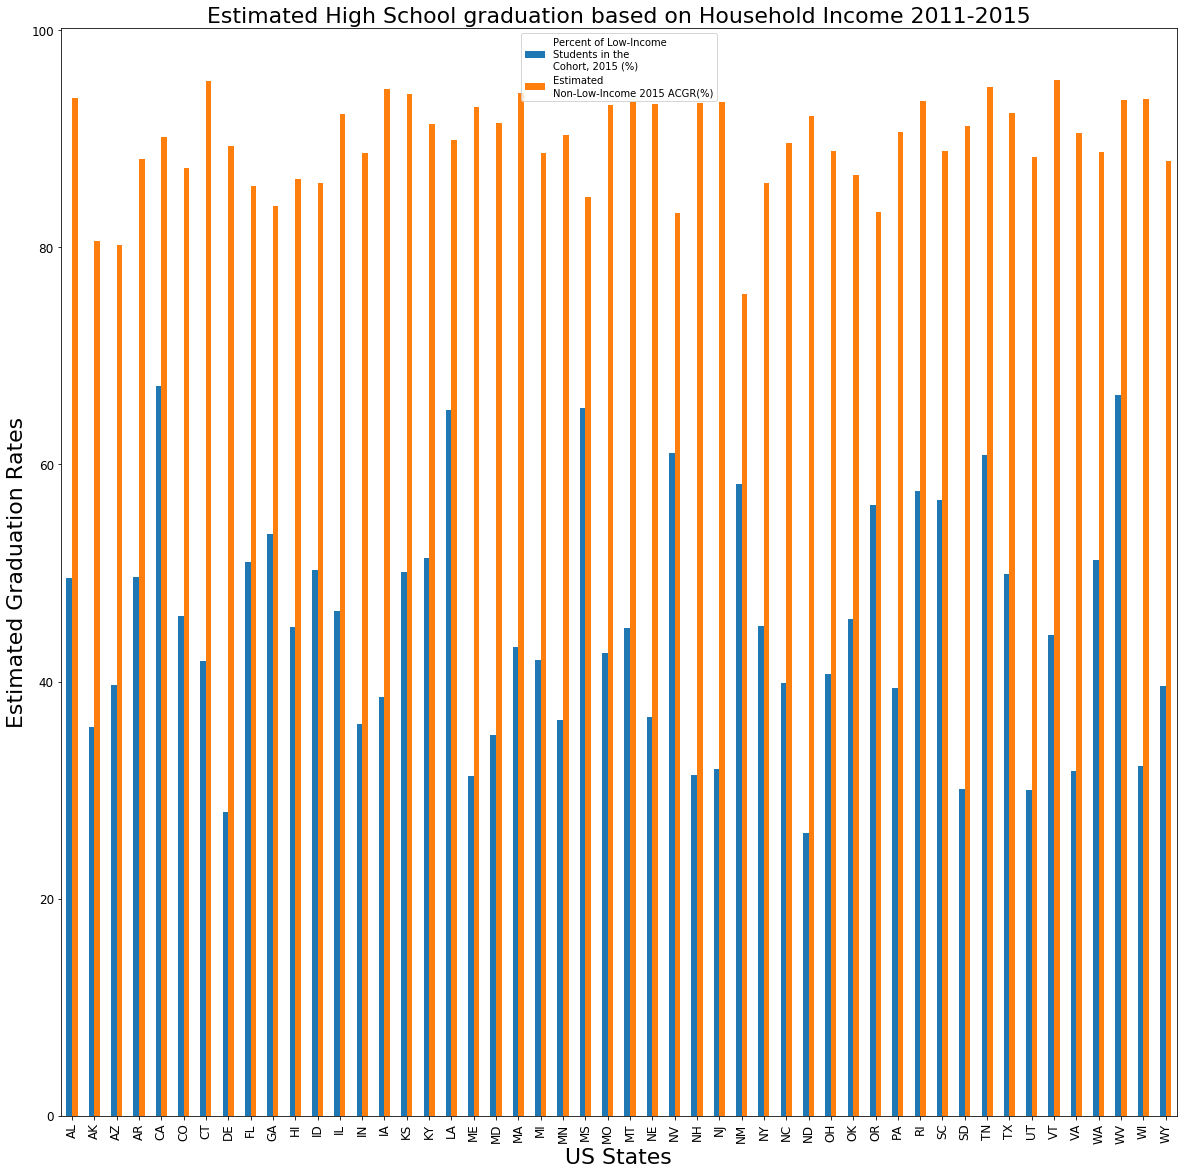 Estimated High School graduation based on Household Income 2011-2015
Percent of Low-Income
Students in the
Cohort, 2015 (%)
Estimated
Non-Low-Income 2015 ACGR(%)
100
80
60
40
20
0
Estimated Graduation Rates
AL AK AZ AR CA CO CT DE FL GA HI ID IL IN IA KS KY LA ME MD MA MI MN MS MO MT NE NV NH NJ NM NY NC ND OH OK OR PA RI SC SD TN TX UT VT VA WA WV WI WY
US States